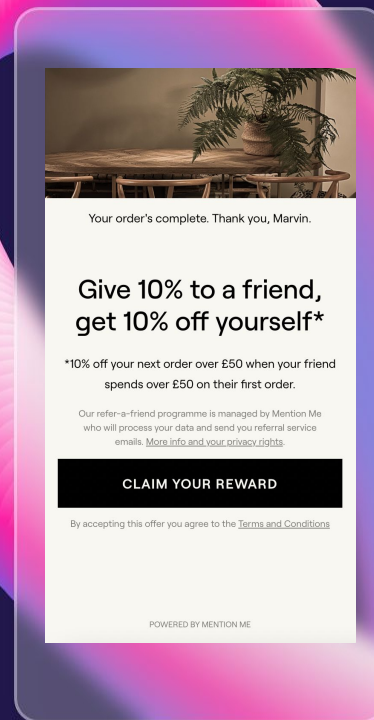 Your order's complete. Thank you, Marvin.
Give 10% to a friend,
get 10% off yourself*
*10% off your next order over £50 when your friend
spends over £50 on their first order.
Our refer-a-friend programme is managed by Mention Me
who will process your data and send you referral service
emails. More info and your privacy rights.
CLAIM YOUR REWARD
By accepting this offer you agree to the Terms and Conditions
POWERED BY MENTION ME